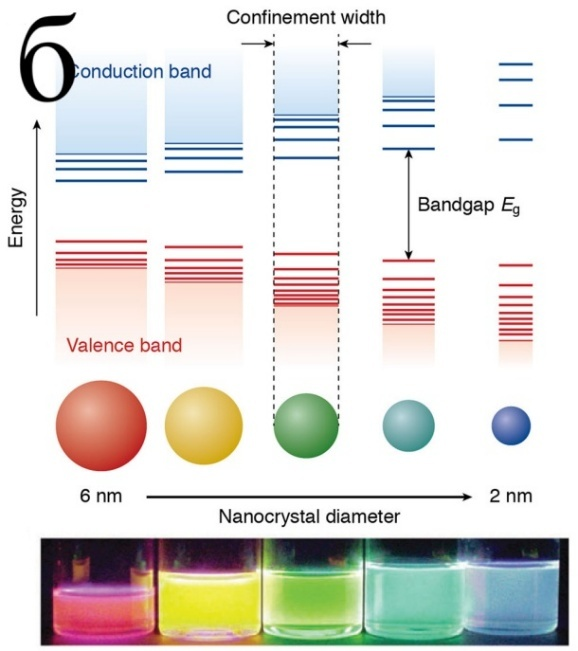 Confinement width
б
Conduction band
Energy
Bandgap Eg
Valence band
6 nm
2 nm
Nanocrystal diameter